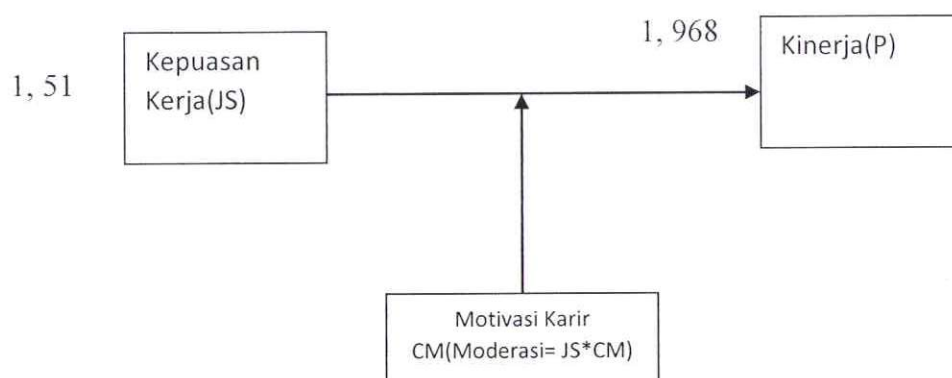 1, 968
Kinerja(P)
1, 51
Kepuasan
Kerja(JS)
Motivasi Karir
CM(Moderasi= JS*CM)